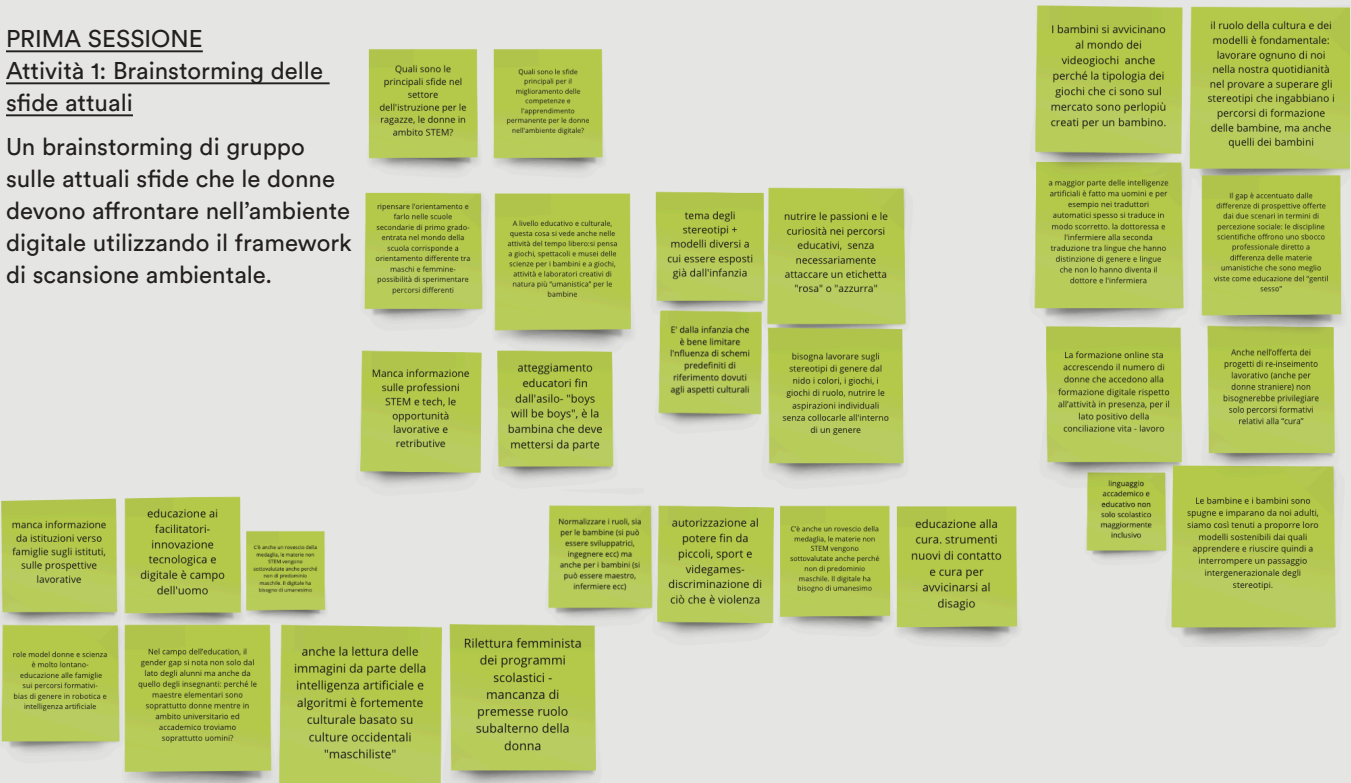 PRIMA SESSIONE
Attività 1: Brainstorming delle
sfide attuali
Un brainstorming di gruppo
sulle attuali sfide che le donne
devono affrontare nell'ambiente
digitale utilizzando il framework
di scansione ambientale.
Quali sono le
principali sfide nel
settore
dell'istruzione per le
ragazze, le donne in
ambito STEM?
Quali sono le sfide
principali per il
miglioramento delle
competenze e
l'apprendimento
permanente per le donne
nell'ambiente digitale?
ripensare l'orientamento e
farlo nelle scuole
secondarie di primo grado-
entrata nel mondo della
scuola corrisponde a
orientamento differente tra
maschi e femmine-
possibilità di sperimentare
percorsi differenti
A livello educativo e culturale,
questa cosa si vede anche nelle
attività del tempo libero:si pensa
a giochi, spettacoli e musei delle
scienze per i bambini e a giochi,
attività e laboratori creativi di
natura più "umanistica" per le
bambine
Manca informazione
sulle professioni
STEM e tech, le
opportunità
lavorative e
retributive
atteggiamento
educatori fin
dall'asilo- "boys
will be boys", è la
bambina che deve
mettersi da parte
tema degli
stereotipi +
modelli diversi a
cui essere esposti
già dall'infanzia
nutrire le passioni e le
curiosità nei percorsi
educativi, senza
necessariamente
attaccare un etichetta
"rosa" o "azzurra"
E' dalla infanzia che
è bene limitare
l'nfluenza di schemi
predefiniti di
riferimento dovuti
agli aspetti culturali
bisogna lavorare sugli
stereotipi di genere dal
nido i colori, i giochi, i
giochi di ruolo, nutrire le
aspirazioni individuali
senza collocarle all'interno
di un genere
I bambini si avvicinano
al mondo dei
videogiochi anche
perché la tipologia dei
giochi che ci sono sul
mercato sono perlopiù
creati per un bambino.
il ruolo della cultura e dei
modelli è fondamentale:
lavorare ognuno di noi
nella nostra quotidianità
nel provare a superare gli
stereotipi che ingabbiano i
percorsi di formazione
delle bambine, ma anche
quelli dei bambini
a maggior parte delle intelligenze
artificiali è fatto ma uomini e per
esempio nei traduttori
automatici spesso si traduce in
modo scorretto. la dottoressa e
l'infermiere alla seconda
traduzione tra lingue che hanno
distinzione di genere e lingue
che non lo hanno diventa il
dottore e l'infermiera
Il gap è accentuato dalle
differenze di prospettive offerte
dai due scenari in termini di
percezione sociale: le discipline
scientifiche offrono uno sbocco
professionale diretto a
differenza delle materie
umanistiche che sono meglio
viste come educazione del "gentil
sesso"
La formazione online sta
accrescendo il numero di
donne che accedono alla
formazione digitale rispetto
all'attività in presenza, per il
lato positivo della
conciliazione vita - lavoro
Anche nell'offerta dei
progetti di re-inseimento
lavorativo (anche per
donne straniere) non
bisognerebbe privilegiare
solo percorsi formativi
relativi alla "cura"
linguaggio
accademico e
educativo non
solo scolastico
maggiormente
inclusivo
Le bambine e i bambini sono
spugne e imparano da noi adulti,
siamo così tenuti a proporre loro
modelli sostenibili dai quali
apprendere e riuscire quindi a
interrompere un passaggio
intergenerazionale degli
stereotipi.
manca informazione
da istituzioni verso
famiglie sugli istituti,
sulle prospettive
lavorative
educazione ai
facilitatori-
innovazione
tecnologica e
digitale è campo
dell'uomo
C'è anche un rovescio della
medaglia, le materie non
STEM vengono
sottovalutate anche perchè
non di predominio
maschile. Il digitale ha
bisogno di umanesimo
Normalizzare i ruoli, sia
per le bambine (si può
essere sviluppatrici,
ingegnere ecc) ma
anche per i bambini (si
può essere maestro,
infermiere ecc)
autorizzazione al
potere fin da
piccoli, sport e
videgames-
discriminazione di
ciò che è violenza
C'è anche un rovescio della
medaglia, le materie non
STEM vengono
sottovalutate anche perchè
non di predominio
maschile. Il digitale ha
bisogno di umanesimo
educazione alla
cura. strumenti
nuovi di contatto
e cura per
avvicinarsi al
disagio
role model donne e scienza
è molto lontano-
educazione alle famiglie
sui percorsi formativi-
bias di genere in robotica e
intelligenza artificiale
Nel campo dell'education, il
gender gap si nota non solo dal
lato degli alunni ma anche da
quello degli insegnanti: perché le
maestre elementari sono
soprattutto donne mentre in
ambito universitario ed
accademico troviamo
soprattutto uomini?
anche la lettura delle
immagini da parte della
intelligenza artificiale e
algoritmi è fortemente
culturale basato su
culture occidentali
"maschiliste"
Rilettura femminista
dei programmi
scolastici -
mancanza di
premesse ruolo
subalterno della
donna